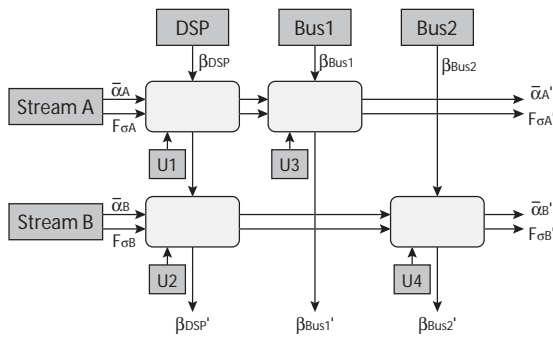 DSP Bus1 Bus2
βDSP βBus1 βBus2
Stream A ᾱA FσA ᾱA' FσA'
U1 U3
Stream B ᾱB FσB ᾱB' FσB'
U2 U4
βDSP' βBus1' βBus2'